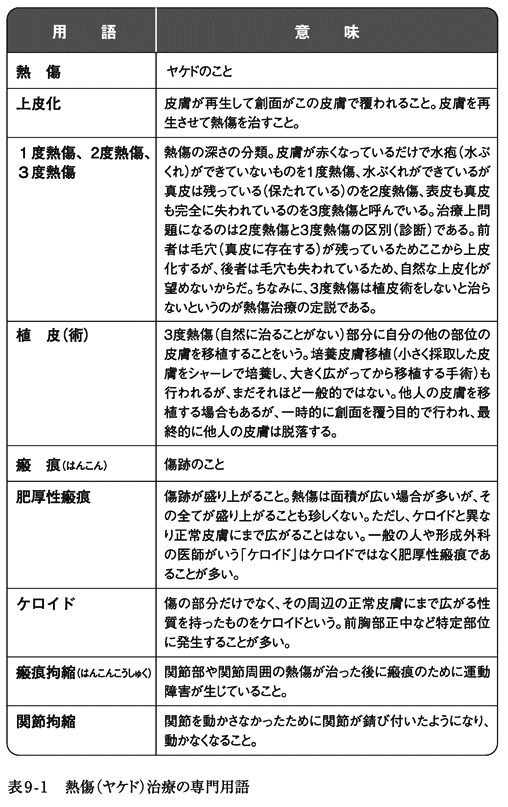 用　語　意　味
熱　傷　ヤケドのこと
上皮化　皮膚が再生して創面がこの皮膚で覆われること。皮膚を再
生させて熱傷を治すこと。
1度熱傷、2度熱傷、　熱傷の深さの分類。皮膚が赤くなっているだけで水疱（水ぶ
3度熱傷　くれ）ができていないものを1度熱傷、水ぶくれができているが
真皮は残っている（保たれている）のを2度熱傷、表皮も真皮
も完全に失われているのを3度熱傷と呼んでいる。治療上問
題になるのは2度熱傷と3度熱傷の区別（診断）である。前
者は毛穴（真皮に存在する）が残っているためここから上皮
化するが、後者は毛穴も失われているため、自然な上皮化が
望めないからだ。ちなみに、3度熱傷は植皮術をしないと治ら
ないというのが熱傷治療の定説である。
植　皮（術）　3度熱傷（自然に治ることがない）部分に自分の他の部位の
皮膚を移植することをいう。培養皮膚移植（小さく採取した皮
膚をシャーレで培養し、大きく広がってから移植する手術）も
行われるが、まだそれほど一般的ではない。他人の皮膚を移
植する場合もあるが、一時的に創面を覆う目的で行われ、最
終的に他人の皮膚は脱落する。
瘢　痕（はんこん）　傷跡のこと
肥厚性瘢痕　傷跡が盛り上がること。熱傷は面積が広い場合が多いが、そ
の全てが盛り上がることも珍しくない。ただし、ケロイドと異な
り正常皮膚にまで広がることはない。一般の人や形成外科
の医師がいう「ケロイド」はケロイドではなく肥厚性瘢痕であ
ることが多い。
ケロイド　傷の部分だけでなく、その周辺の正常皮膚にまで広がる性
質を持ったものをケロイドという。前胸部正中など特定部位
に発生することが多い。
瘢痕拘縮（はんこんこうしゅく）　関節部や関節周囲の熱傷が治った後に瘢痕のために運動
障害が生じていること。
関節拘縮　関節を動かさなかったために関節が錆び付いたようになり、
動かなくなること。
表9-1　熱傷（ヤケド）治療の専門用語